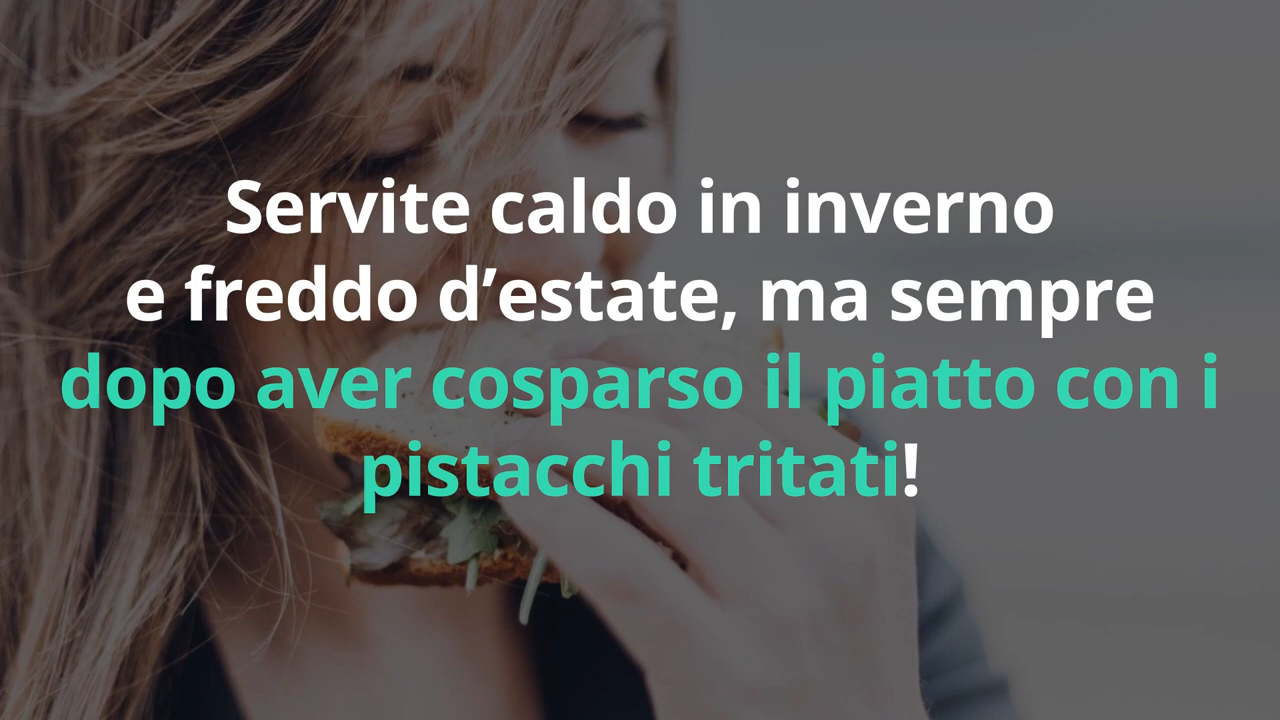 Servite caldo in inverno
e freddo d’estate, ma sempre
dopo aver cosparso il piatto con i
pistacchi tritati!